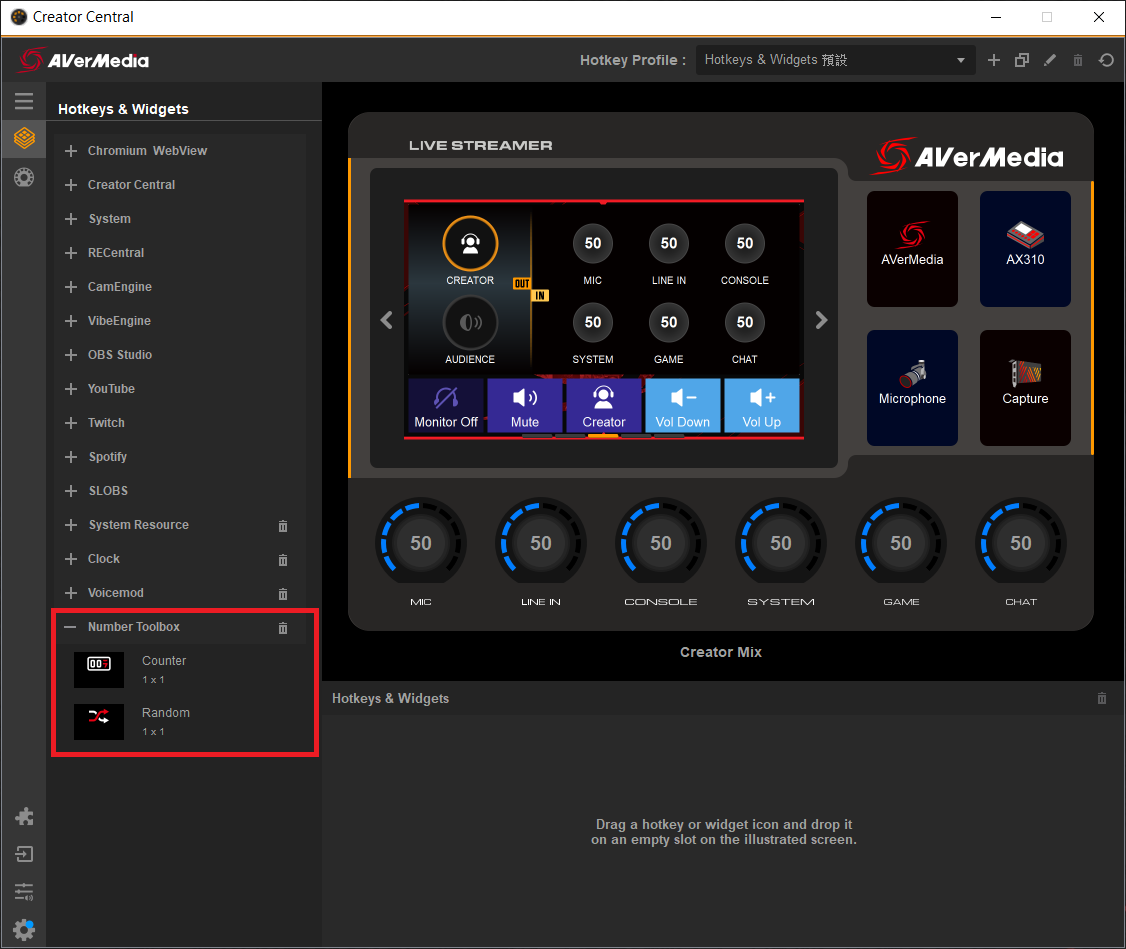 Creator Central
AVerMedia
Hotkey Profile :
Hotkeys & Widgets 預設
Hotkeys & Widgets
Chromium WebView
Creator Central
System
RECentral
CamEngine
VibeEngine
OBS Studio
YouTube
Twitch
Spotify
SLOBS
System Resource
Clock
Voicemod
Number Toolbox
007
Counter
1 x 1
Random
1 x 1
LIVE STREAMER
AVerMedia
CREATOR
AUDIENCE
OUT
IN
50
50
50
MIC
LINE IN
CONSOLE
50
50
50
SYSTEM
GAME
CHAT
Monitor Off
Mute
Creator
Vol Down
Vol Up
AVerMedia
AX310
Microphone
Capture
50
50
50
50
50
50
MIC
LINE IN
CONSOLE
SYSTEM
GAME
CHAT
Creator Mix
Hotkeys & Widgets
Drag a hotkey or widget icon and drop it
on an empty slot on the illustrated screen.